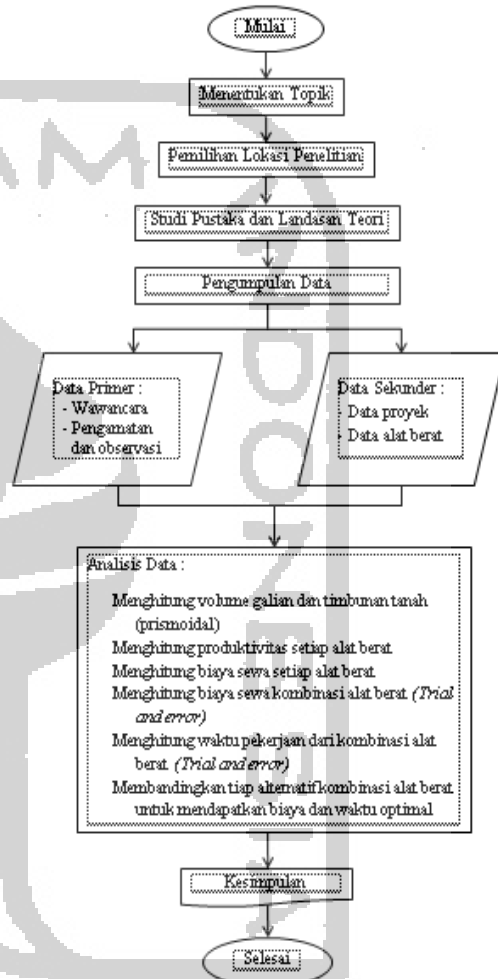 Mulai
Menentukan Topik
Pemilihan Lokasi Penelitian
Studi Pustaka dan Landasan Teori
Pengumpulan Data
Data Primer :
- Wawancara
- Pengamatan
dan observasi
Data Sekunder :
- Data proyek
- Data alat berat
Analisis Data :
Menghitung volume galian dan timbunan tanah
(prismoidal)
Menghitung produktivitas setiap alat berat
Menghitung biaya sewa setiap alat berat
Menghitung biaya sewa kombinasi alat berat (Trial
and error)
Menghitung waktu pekerjaan dari kombinasi alat
berat (Trial and error)
Membandingkan tiap alternatif kombinasi alat berat
untuk mendapatkan biaya dan waktu optimal
Kesimpulan
Selesai